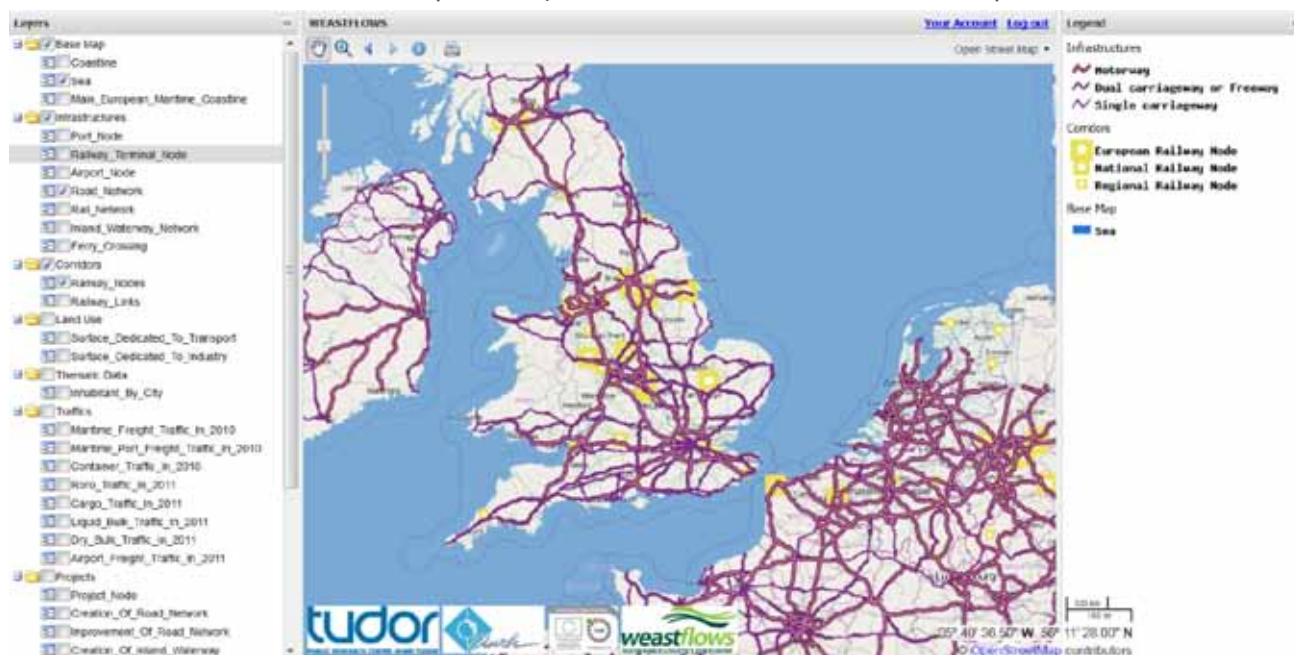 Layers
Base Map
Coastline
Sea
Main_European_Maritime_Coastline
Infrastructures
Port_Node
Railway_Terminal_Node
Airport_Node
Road_Network
Rail_Network
Inland_Waterway_Network
Ferry_Crossing
Corridors
Railway_Nodes
Railway_Links
Land Use
Surface_Dedicated_To_Transport
Surface_Dedicated_To_Industry
Thematic Data
Inhabitant_By_City
Traffics
Maritime_Freight_Traffic_In_2010
Maritime_Port_Freight_Traffic_In_2010
Container_Traffic_In_2010
Roro_Traffic_In_2011
Cargo_Traffic_In_2011
Liquid_Bulk_Traffic_In_2011
Dry_Bulk_Traffic_In_2011
Airport_Freight_Traffic_In_2011
Projects
Project_Node
Creation_Of_Road_Network
Improvement_Of_Road_Network
Creation_Of_Inland_Waterway
WEASTFLOWS
Your Account Log out
Open Street Map
tudor
weastflows
05° 40' 36.50" W, 56° 11' 28.00" N
© OpenStreetMap contributors
Legend
Infrastructures
Motorway
Dual carriageway or Freeway
Single carriageway
Corridors
European Railway Node
National Railway Node
Regional Railway Node
Base Map
Sea
100 km